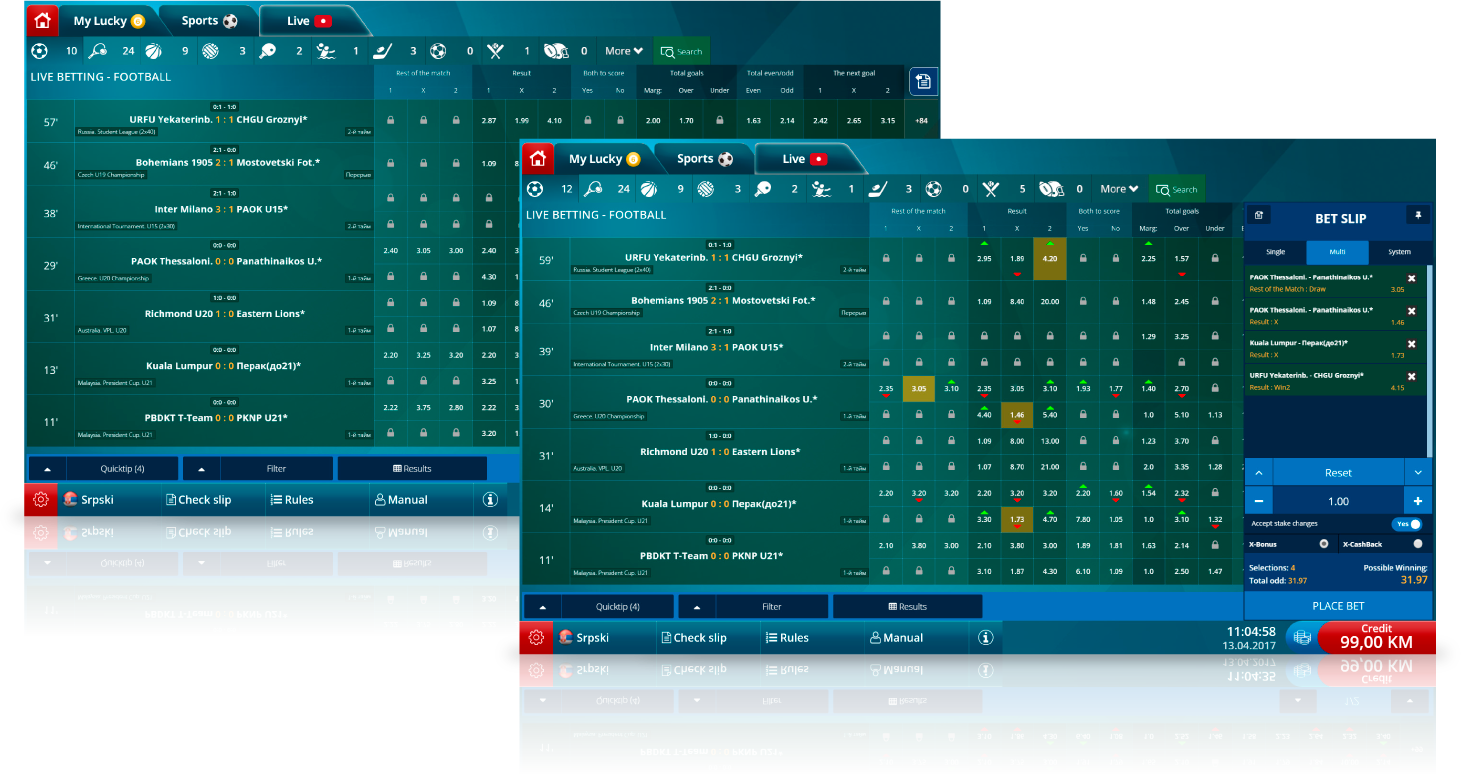 My Lucky Sports Live
10 24 9 3 2 1 3 0 1 0 More Search
LIVE BETTING - FOOTBALL
Rest of the match Result Both to score Total goals Total even/odd The next goal
1 X 2 1 X 2 Yes No Marg: Over Under Even Odd 1 X 2
57' 0:1 - 1:0
URFU Yekaterinb. 1 : 1 CHGU Groznyi* 2.87 1.99 4.10 2.00 1.70 1.63 2.14 2.42 2.65 3.15 +84
Russia. Student League (2x40) 2-й тайм
46' 2:1 - 0:0
Bohemians 1905 2 : 1 Mostovetski Fot.* 1.09 8
Czech U19 Championship Перерыв
38' 2:1 - 1:0
Inter Milano 3 : 1 PAOK U15*
International Tournament. U15 (2x30) 2-й тайм
29' 0:0 - 0:0 2.40 3.05 3.00 2.40 3
PAOK Thessaloni. 0 : 0 Panathinaikos U.*
Greece. U20 Championship 1-й тайм 4.30 1
31' 1:0 - 0:0 1.09 8
Richmond U20 1 : 0 Eastern Lions*
Australia. VPL. U20 1-й тайм 1.07 8
13' 0:0 - 0:0 2.20 3.25 3.20 2.20 3
Kuala Lumpur 0 : 0 Перак(до21)*
Malaysia. President Cup. U21 1-й тайм 3.25 1
11' 0:0 - 0:0 2.22 3.75 2.80 2.22 3
PBDKT T-Team 0 : 0 PKNP U21*
Malaysia. President Cup. U21 1-й тайм 3.20 1
Quicktip (4) Filter Results
Srpski Check slip Rules Manual
My Lucky Sports Live
12 24 9 3 2 1 3 0 5 0 More Search
LIVE BETTING - FOOTBALL
Rest of the match Result Both to score Total goals
1 X 2 1 X 2 Yes No Marg: Over Under E
59' 0:1 - 1:0
URFU Yekaterinb. 1 : 1 CHGU Groznyi* 2.95 1.89 4.20 2.25 1.57
Russia. Student League (2x40) 2-й тайм
46' 2:1 - 0:0
Bohemians 1905 2 : 1 Mostovetski Fot.* 1.09 8.40 20.00 1.48 2.45
Czech U19 Championship Перерыв
39' 2:1 - 1:0 1.29 3.25
Inter Milano 3 : 1 PAOK U15*
International Tournament. U15 (2x30) 2-й тайм
30' 0:0 - 0:0 2.35 3.05 3.10 2.35 3.05 3.10 1.93 1.77 1.40 2.70
PAOK Thessaloni. 0 : 0 Panathinaikos U.*
Greece. U20 Championship 1-й тайм 4.40 1.46 5.40 1.0 5.10 1.13
31' 1:0 - 0:0 1.09 8.00 13.00 1.23 3.70
Richmond U20 1 : 0 Eastern Lions*
Australia. VPL. U20 1-й тайм 1.07 8.70 21.00 2.0 3.35 1.28
14' 0:0 - 0:0 2.20 3.20 3.20 2.20 3.20 3.20 2.20 1.60 1.54 2.32
Kuala Lumpur 0 : 0 Перак(до21)*
Malaysia. President Cup. U21 1-й тайм 3.30 1.73 4.70 7.80 1.05 1.0 3.10 1.32
11' 0:0 - 0:0 2.10 3.80 3.00 2.10 3.80 3.00 1.89 1.81 1.63 2.14
PBDKT T-Team 0 : 0 PKNP U21*
Malaysia. President Cup. U21 1-й тайм 3.10 1.87 4.30 6.10 1.09 1.0 2.50 1.47
Quicktip (4) Filter Results
Srpski Check slip Rules Manual
BET SLIP
Single Multi System
PAOK Thessaloni. - Panathinaikos U.*
Rest of the Match : Draw 3.05
PAOK Thessaloni. - Panathinaikos U.*
Result : X 1.46
Kuala Lumpur - Перак(до21)*
Result : X 1.73
URFU Yekaterinb. - CHGU Groznyi*
Result : Win2 4.15
Reset
− 1.00 +
Accept stake changes Yes
X-Bonus X-CashBack
Selections: 4 Possible Winning:
Total odd: 31.97 31.97
PLACE BET
11:04:58
13.04.2017
Credit
99,00 KM